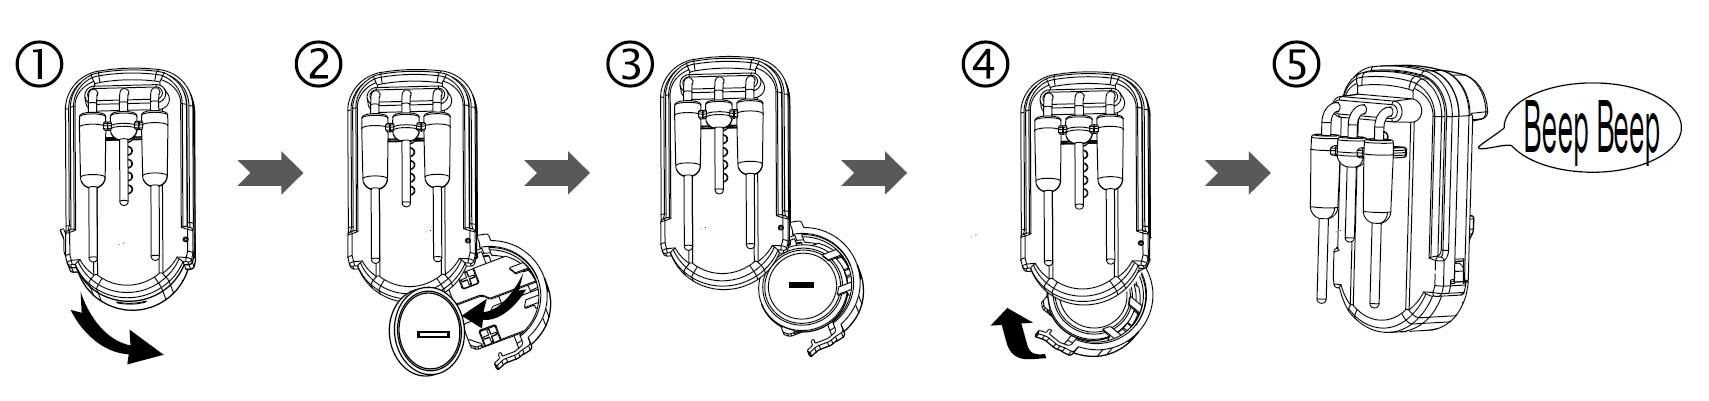 ① ② ③ ④ ⑤
Beep Beep